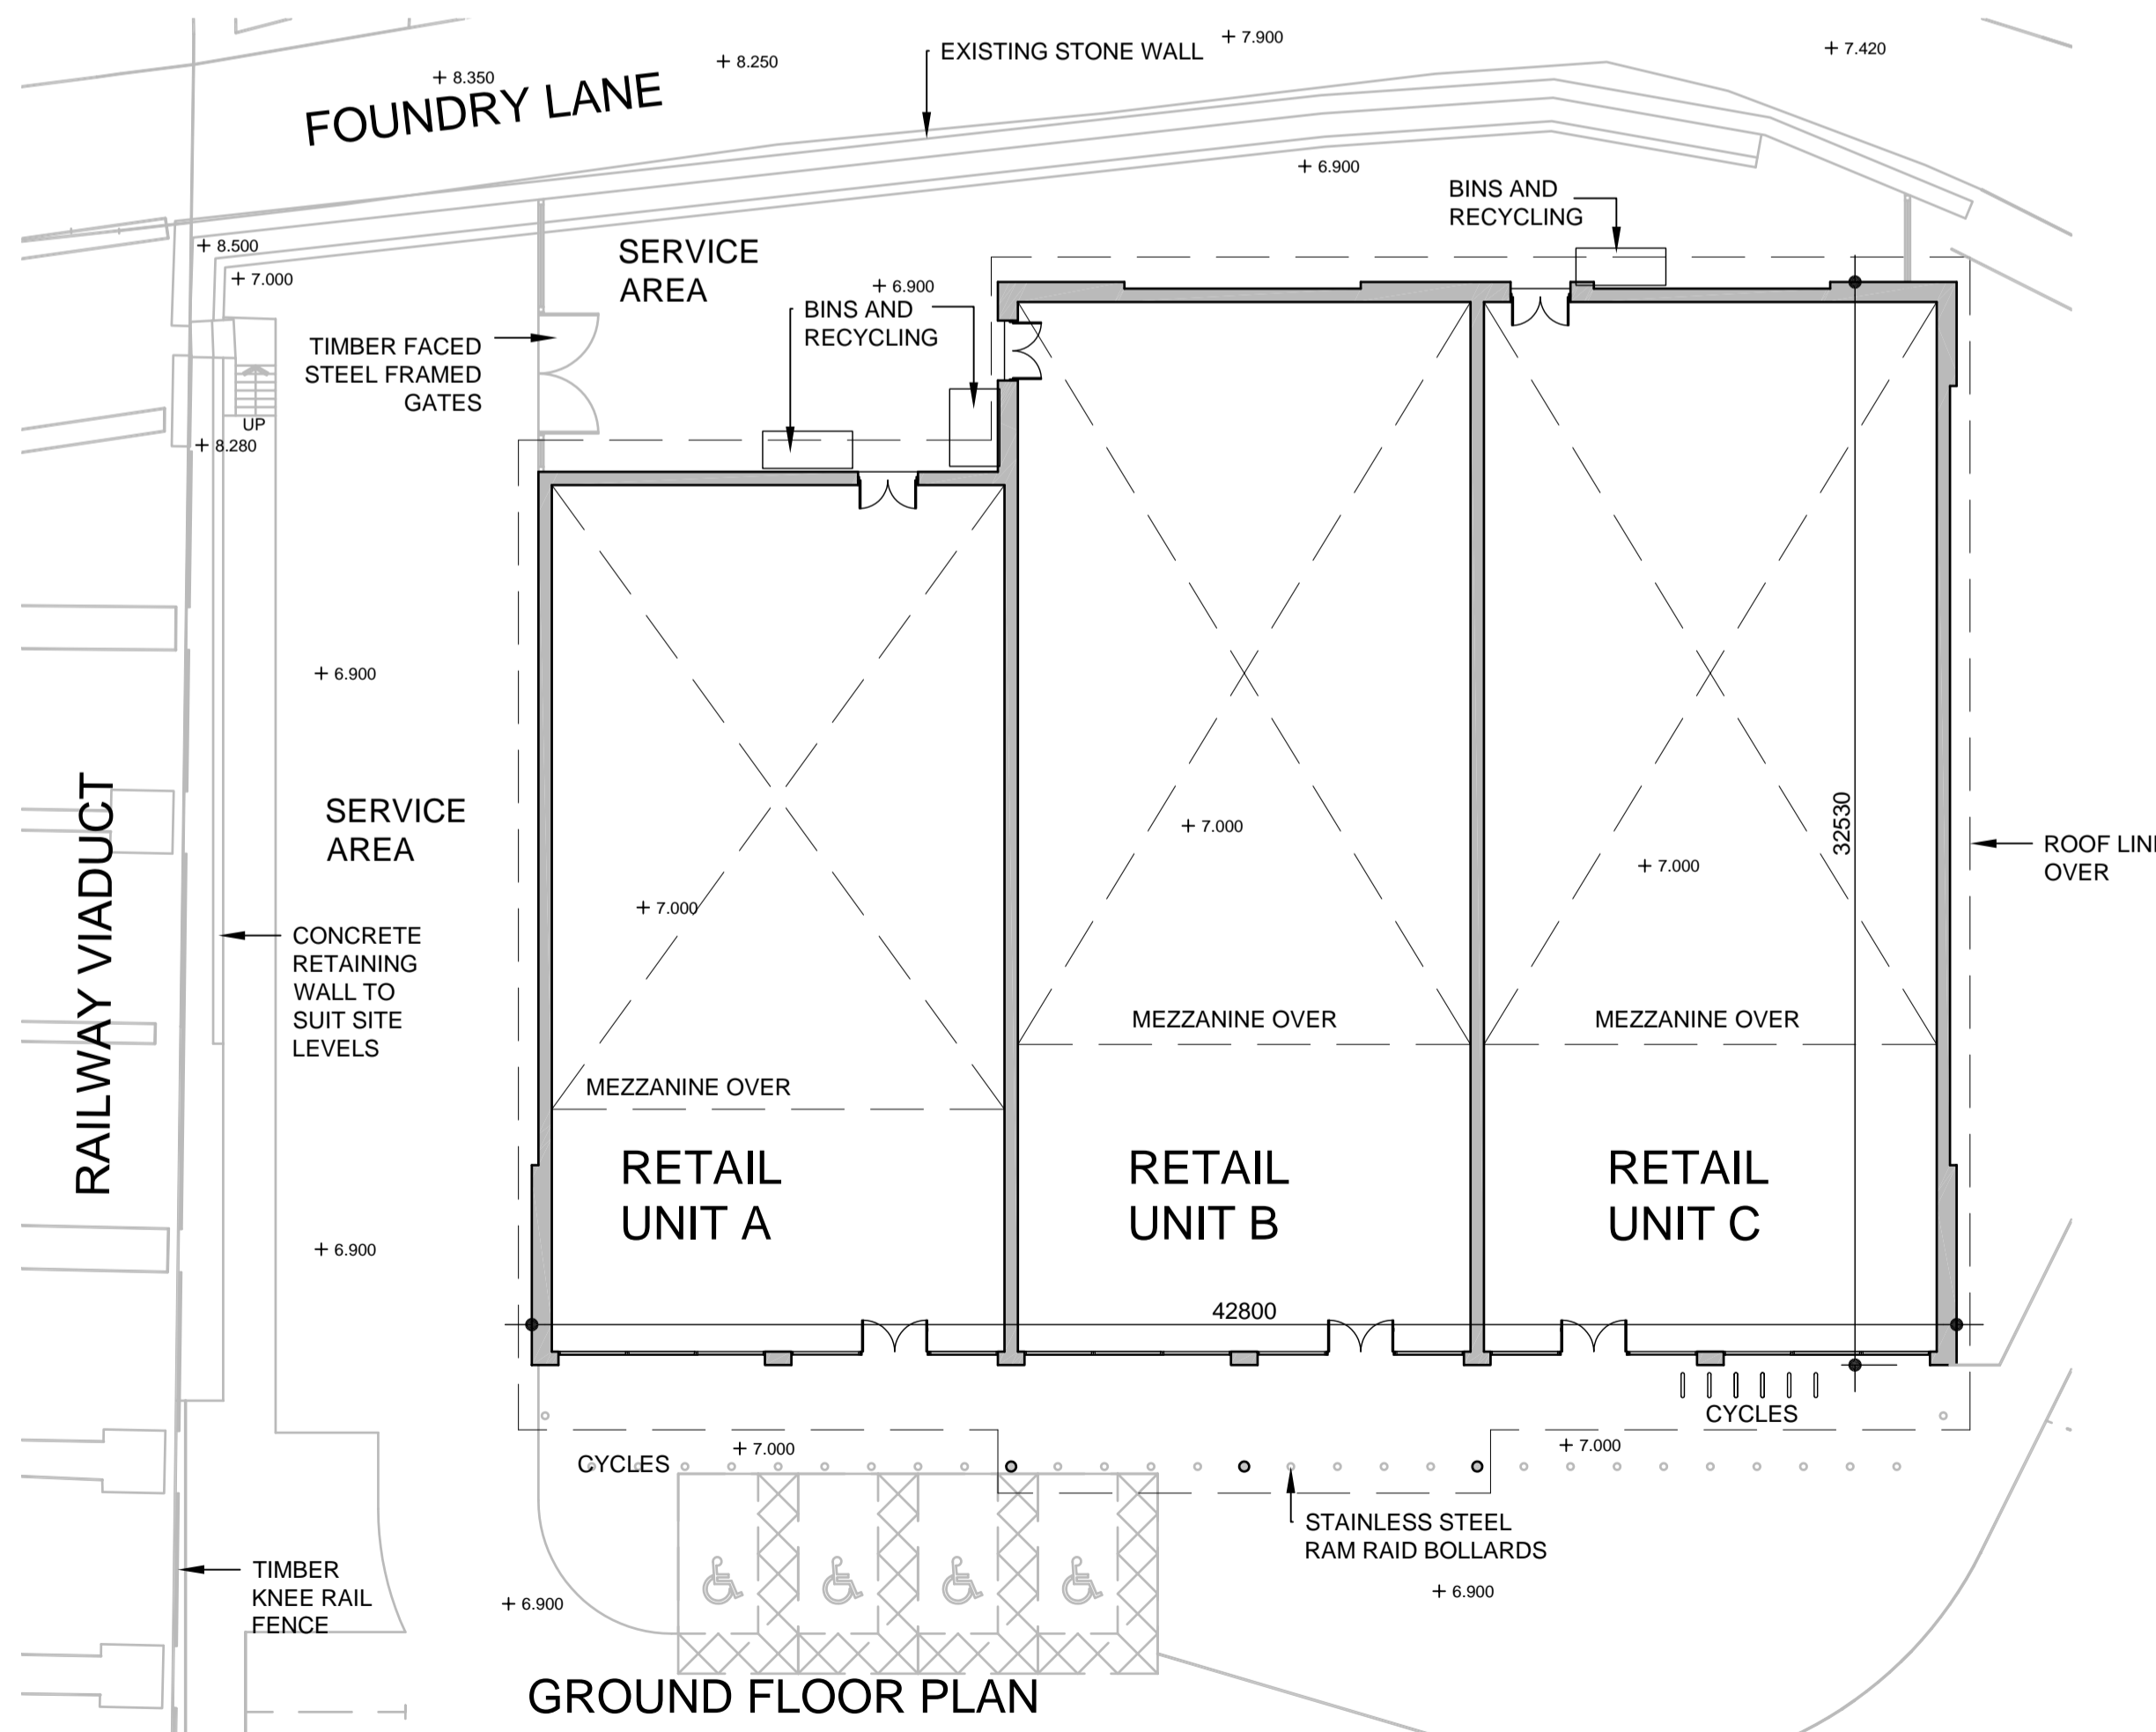 + 7.900
EXISTING STONE WALL
+ 7.420
+ 8.250
+ 8.350
FOUNDRY LANE
+ 6.900
BINS AND
RECYCLING
+ 8.500
+ 7.000
SERVICE
AREA
+ 6.900
BINS AND
RECYCLING
TIMBER FACED
STEEL FRAMED
GATES
UP
+ 8.280
+ 6.900
SERVICE
AREA
RAILWAY VIADUCT
CONCRETE
RETAINING
WALL TO
SUIT SITE
LEVELS
+ 7.000
+ 7.000
+ 7.000
32530
ROOF LIN
OVER
MEZZANINE OVER
MEZZANINE OVER
MEZZANINE OVER
RETAIL
UNIT A
RETAIL
UNIT B
RETAIL
UNIT C
+ 6.900
42800
CYCLES
CYCLES
+ 7.000
+ 7.000
STAINLESS STEEL
RAM RAID BOLLARDS
+ 6.900
+ 6.900
TIMBER
KNEE RAIL
FENCE
GROUND FLOOR PLAN